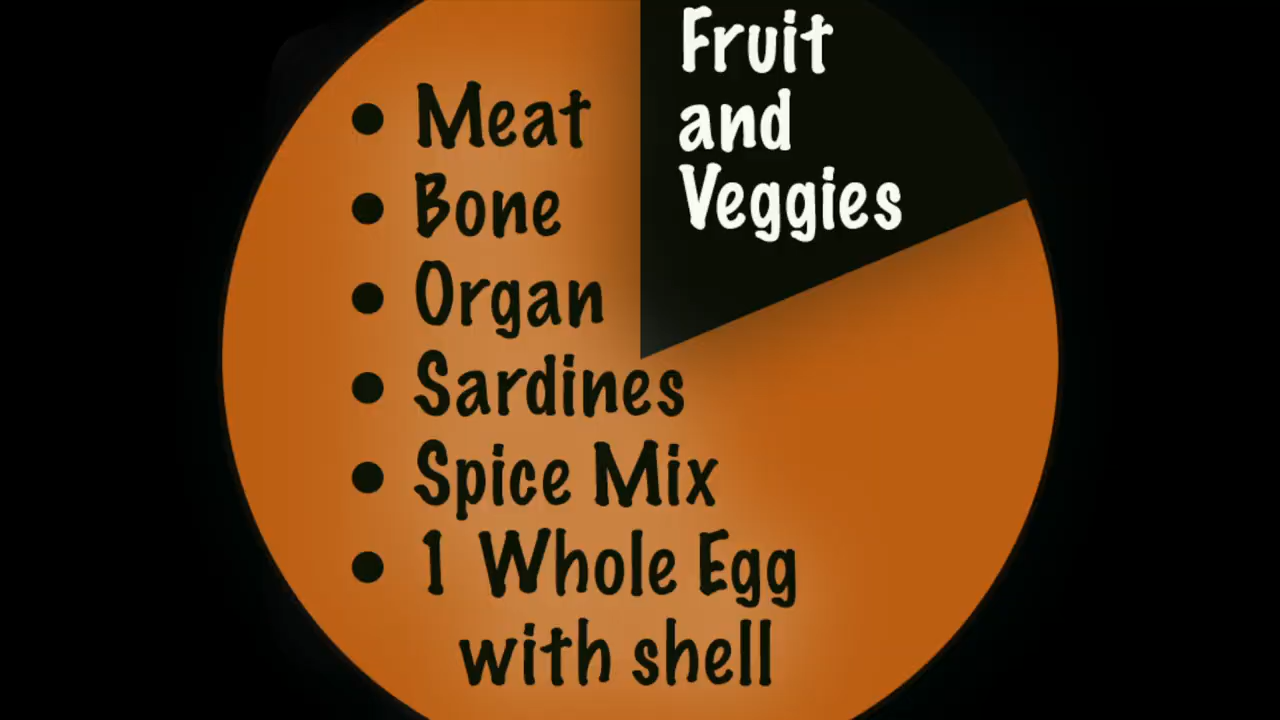 Fruit
and
Veggies
• Meat
• Bone
• Organ
• Sardines
• Spice Mix
• 1 Whole Egg
with shell